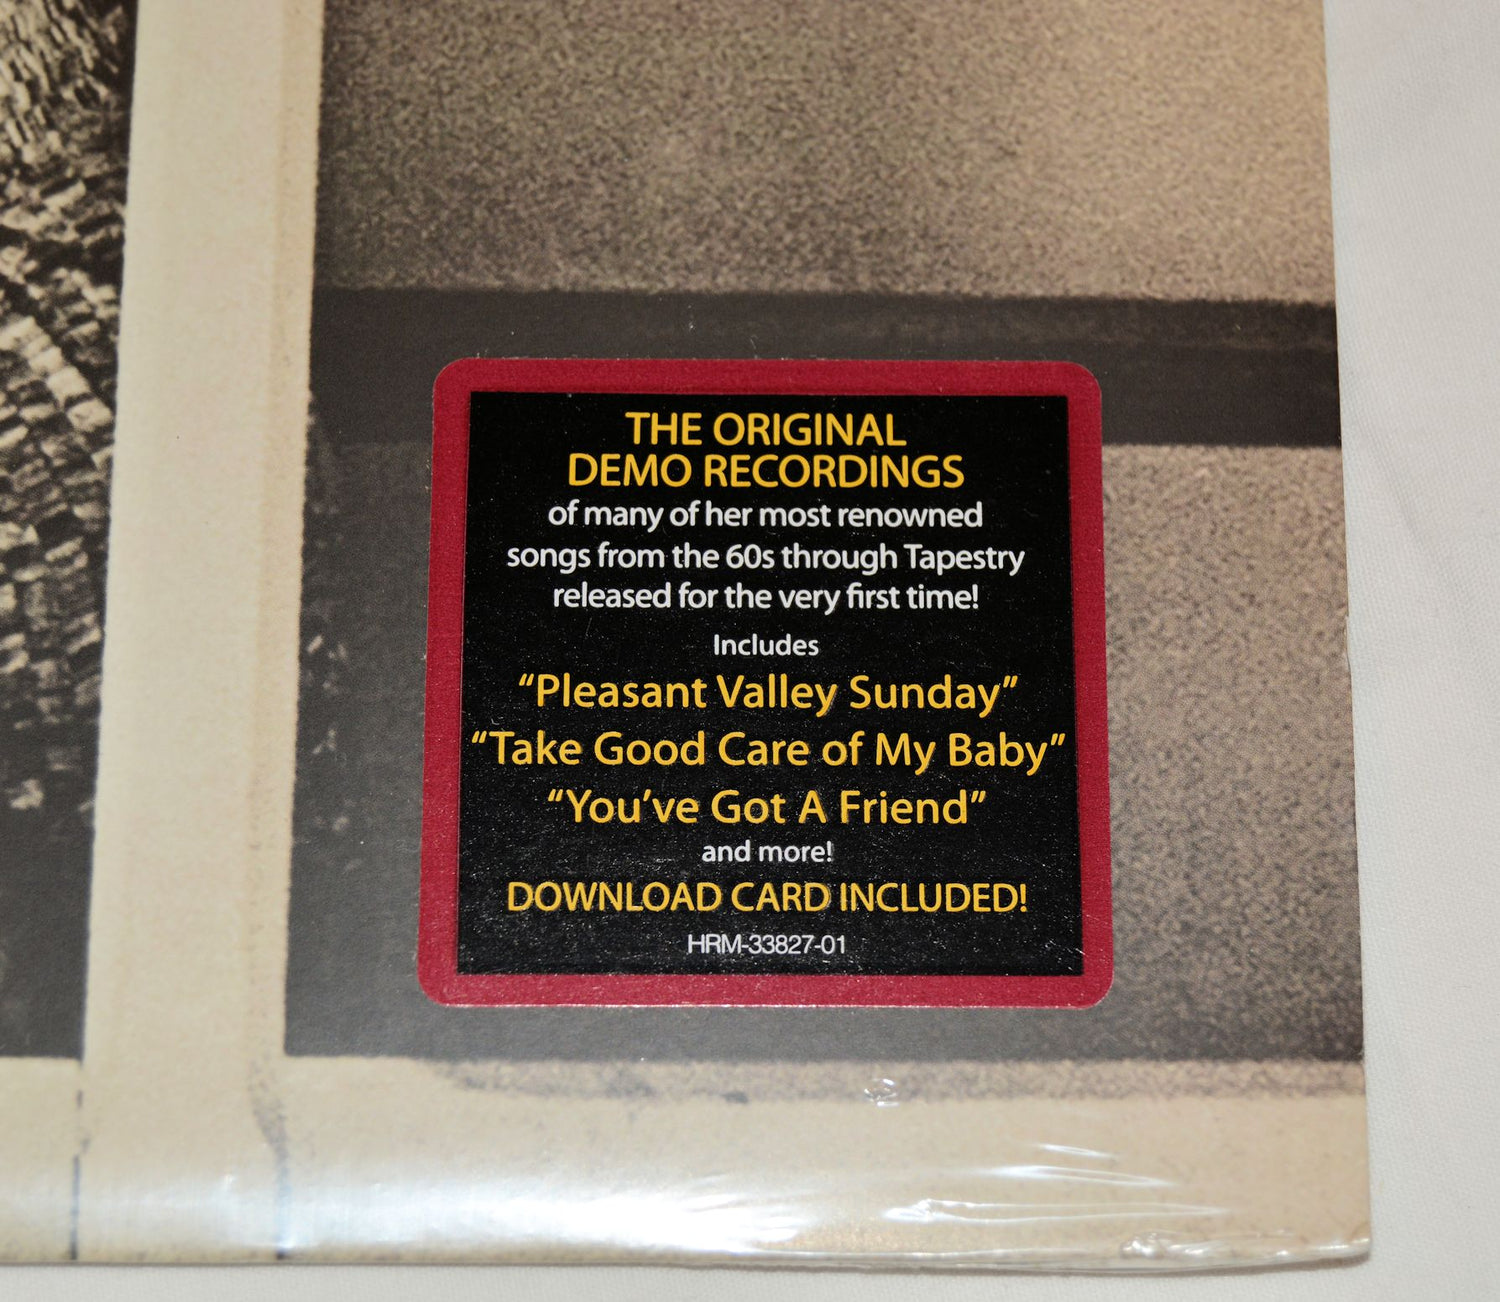 THE ORIGINAL
DEMO RECORDINGS
of many of her most renowned
songs from the 60s through Tapestry
released for the very first time!
Includes
“Pleasant Valley Sunday”
“Take Good Care of My Baby”
“You’ve Got A Friend”
and more!
DOWNLOAD CARD INCLUDED!
HRM-33827-01